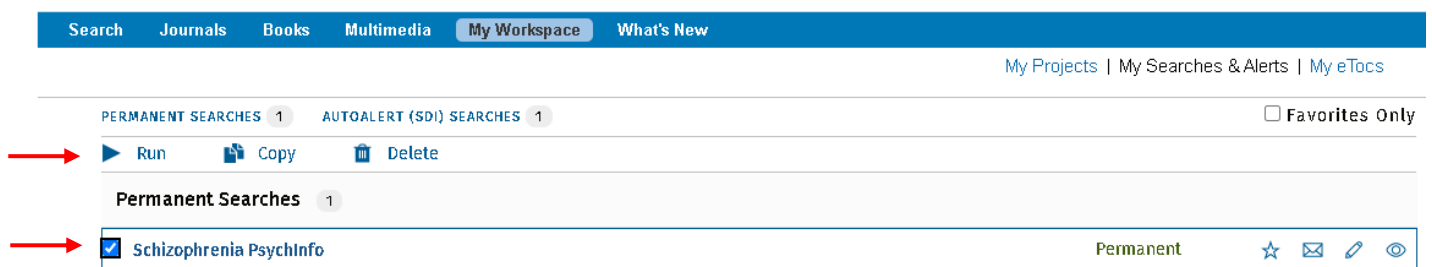 Search Journals Books Multimedia My Workspace What's New
My Projects | My Searches & Alerts | My eTocs
PERMANENT SEARCHES 1 AUTOALERT (SDI) SEARCHES 1 Favorites Only
Run Copy Delete
Permanent Searches 1
Schizophrenia PsychInfo Permanent